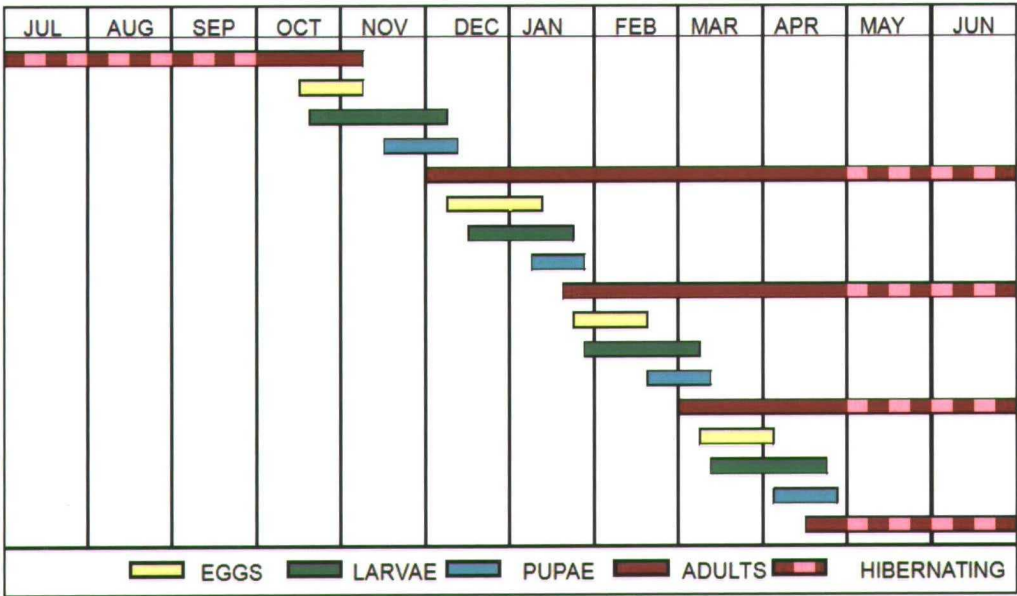 JUL AUG SEP OCT NOV DEC JAN FEB MAR APR MAY JUN
EGGS LARVAE PUPAE ADULTS HIBERNATING